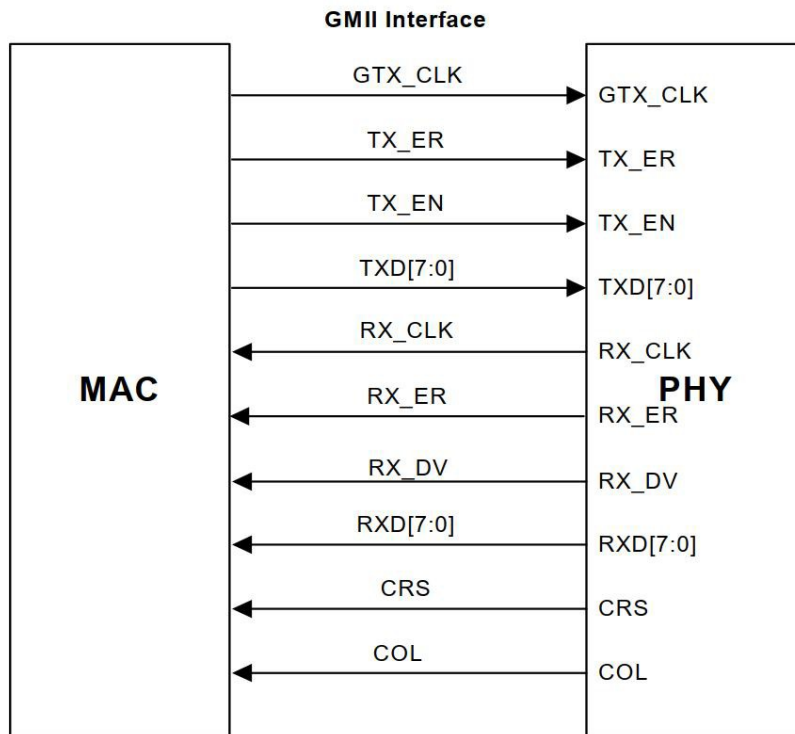 GMII Interface
GTX_CLK GTX_CLK
TX_ER TX_ER
TX_EN TX_EN
TXD[7:0] TXD[7:0]
RX_CLK RX_CLK
MAC PHY
RX_ER RX_ER
RX_DV RX_DV
RXD[7:0] RXD[7:0]
CRS CRS
COL COL